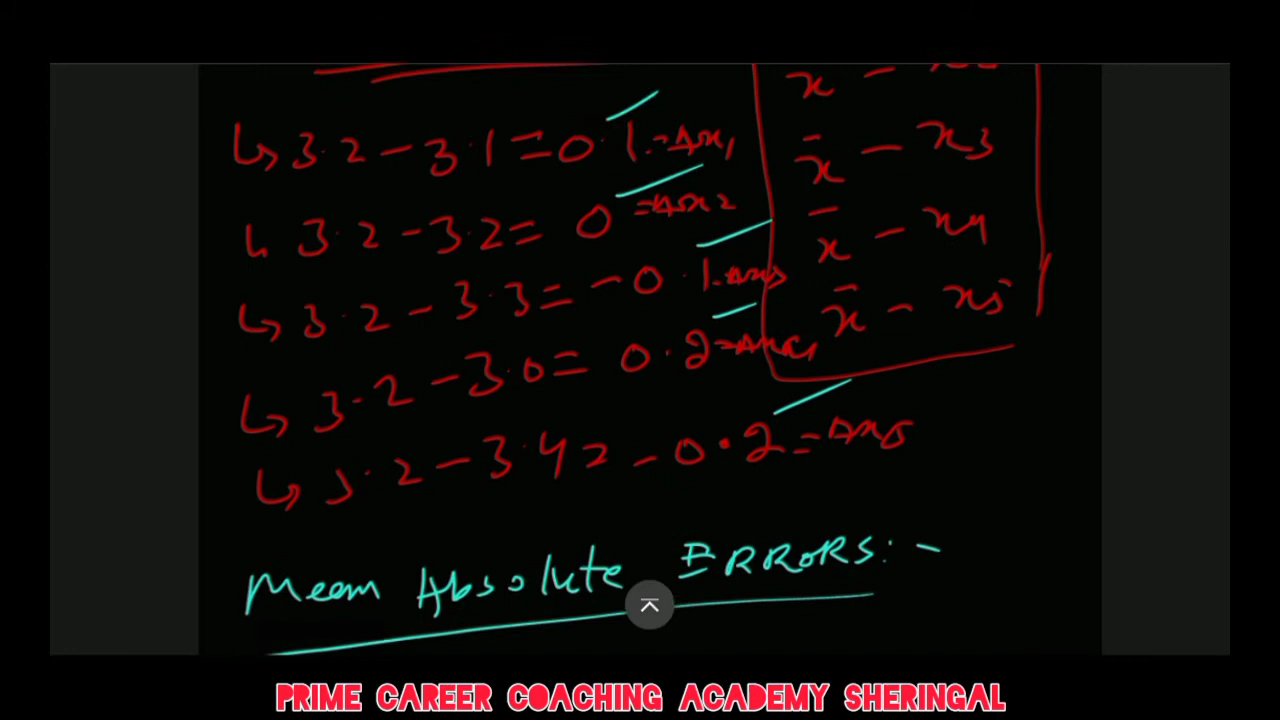 ↳ 3.2 - 3.1 = 0.1 = Δx1
↳ 3.2 - 3.2 = 0 = Δx2
↳ 3.2 - 3.3 = -0.1 = Δx3
↳ 3.2 - 3.0 = 0.2 = Δx4
↳ 3.2 - 3.4 = -0.2 = Δx5
x̄ -
x̄ - x3
x̄ - x4
x̄ - x5
Mean Absolute ERRORS:-
PRIME CAREER COACHING ACADEMY SHERINGAL